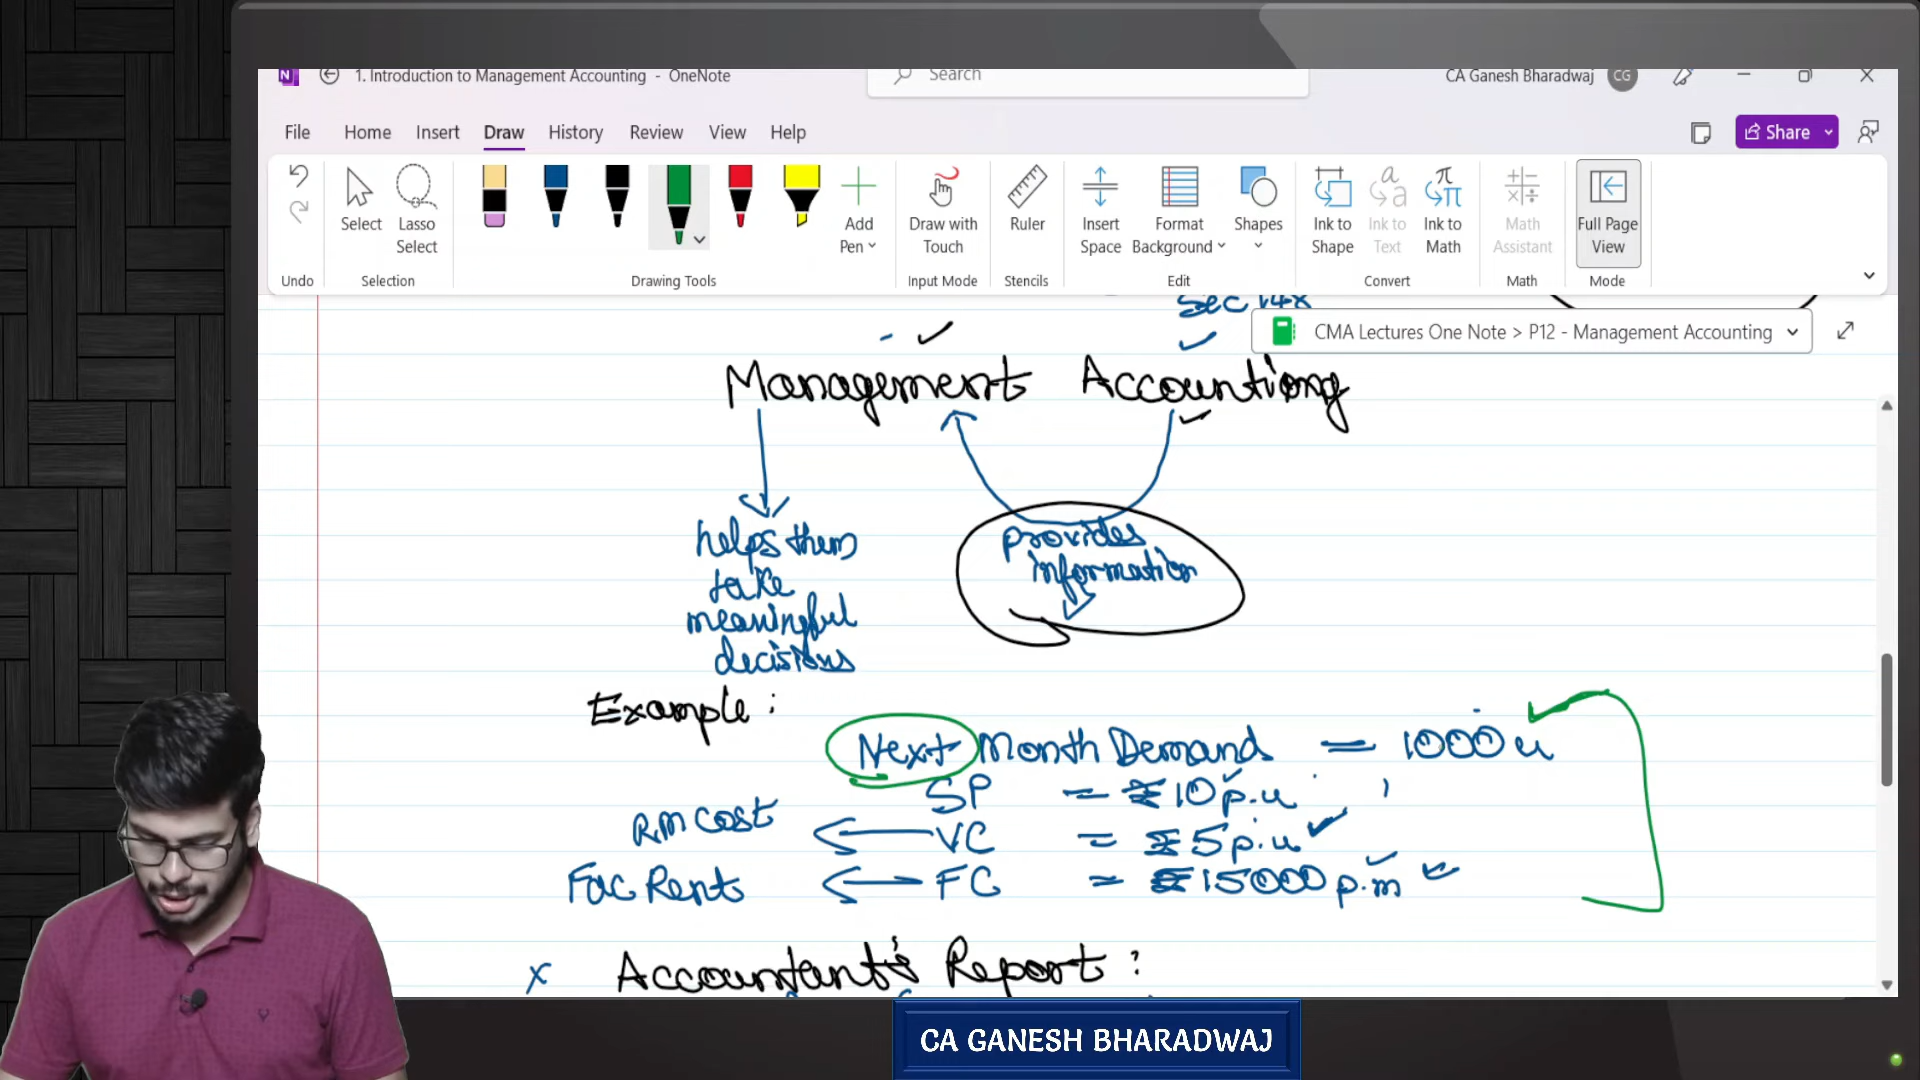 1. Introduction to Management Accounting - OneNote
Search
CA Ganesh Bharadwaj CG
File Home Insert Draw History Review View Help
Share
Select
Lasso Select
Add Pen
Draw with Touch
Ruler
Insert Space
Format Background
Shapes
Ink to Shape
Ink to Text
Ink to Math
Math Assistant
Full Page View
Undo Selection Drawing Tools Input Mode Stencils Edit Convert Math Mode
CMA Lectures One Note > P12 - Management Accounting
Management Accountiong
provides
information
helps them
take
meaningful
decisions
Example :
Next Month Demand = 1000 u
SP = ₹10 p.u
RM Cost ← VC = ₹5 p.u
Fac Rent ← FC = ₹15000 p.m
x Accountant's Report :
CA GANESH BHARADWAJ